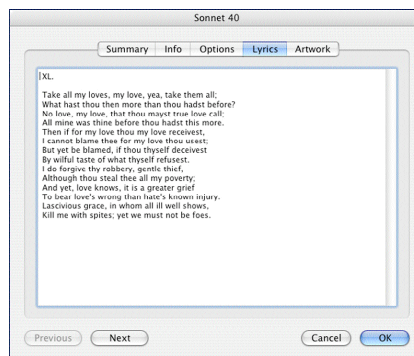 Sonnet 40
Summary Info Options Lyrics Artwork
XL.
Take all my loves, my love, yea, take them all;
What hast thou then more than thou hadst before?
No love, my love, that thou mayst true love call;
All mine was thine before thou hadst this more.
Then if for my love thou my love receivest,
I cannot blame thee for my love thou usest;
But yet be blamed, if thou thyself deceivest
By wilful taste of what thyself refusest.
I do forgive thy robbery, gentle thief,
Although thou steal thee all my poverty;
And yet, love knows, it is a greater grief
To bear love's wrong than hate's known injury.
Lascivious grace, in whom all ill well shows,
Kill me with spites; yet we must not be foes.
Previous Next Cancel OK